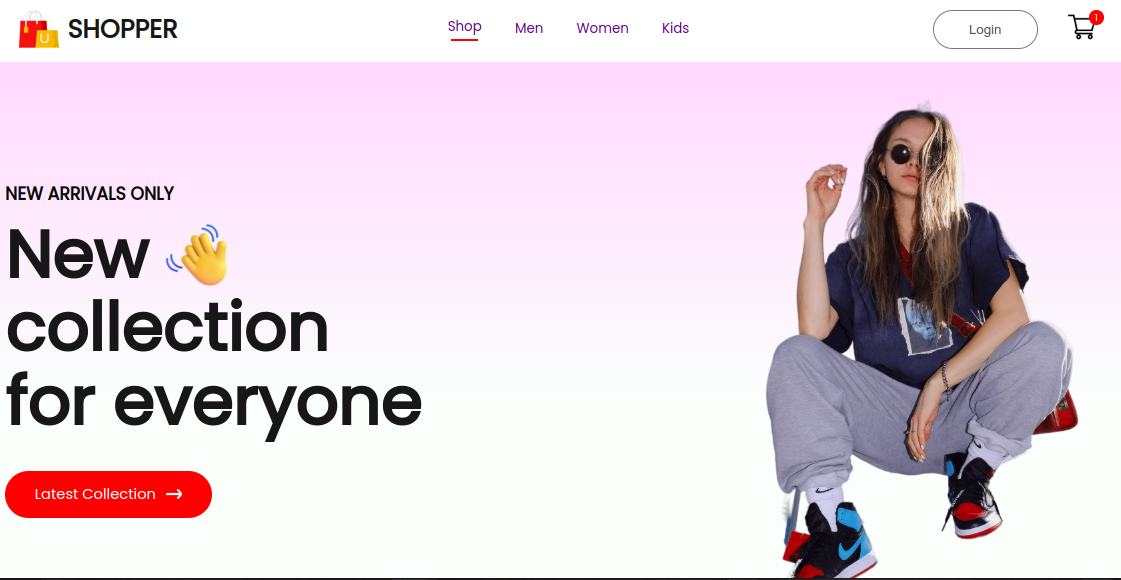 SHOPPER
Shop
Men
Women
Kids
Login
1
NEW ARRIVALS ONLY
New
collection
for everyone
Latest Collection